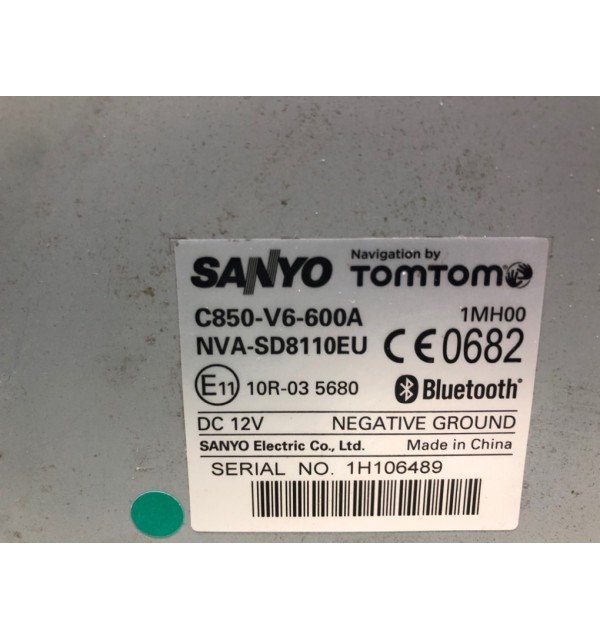 SANYO Navigation by TOMTOM
C850-V6-600A 1MH00
NVA-SD8110EU CE0682
E11 10R-03 5680 Bluetooth®
DC 12V NEGATIVE GROUND
SANYO Electric Co., Ltd. Made in China
SERIAL NO. 1H106489